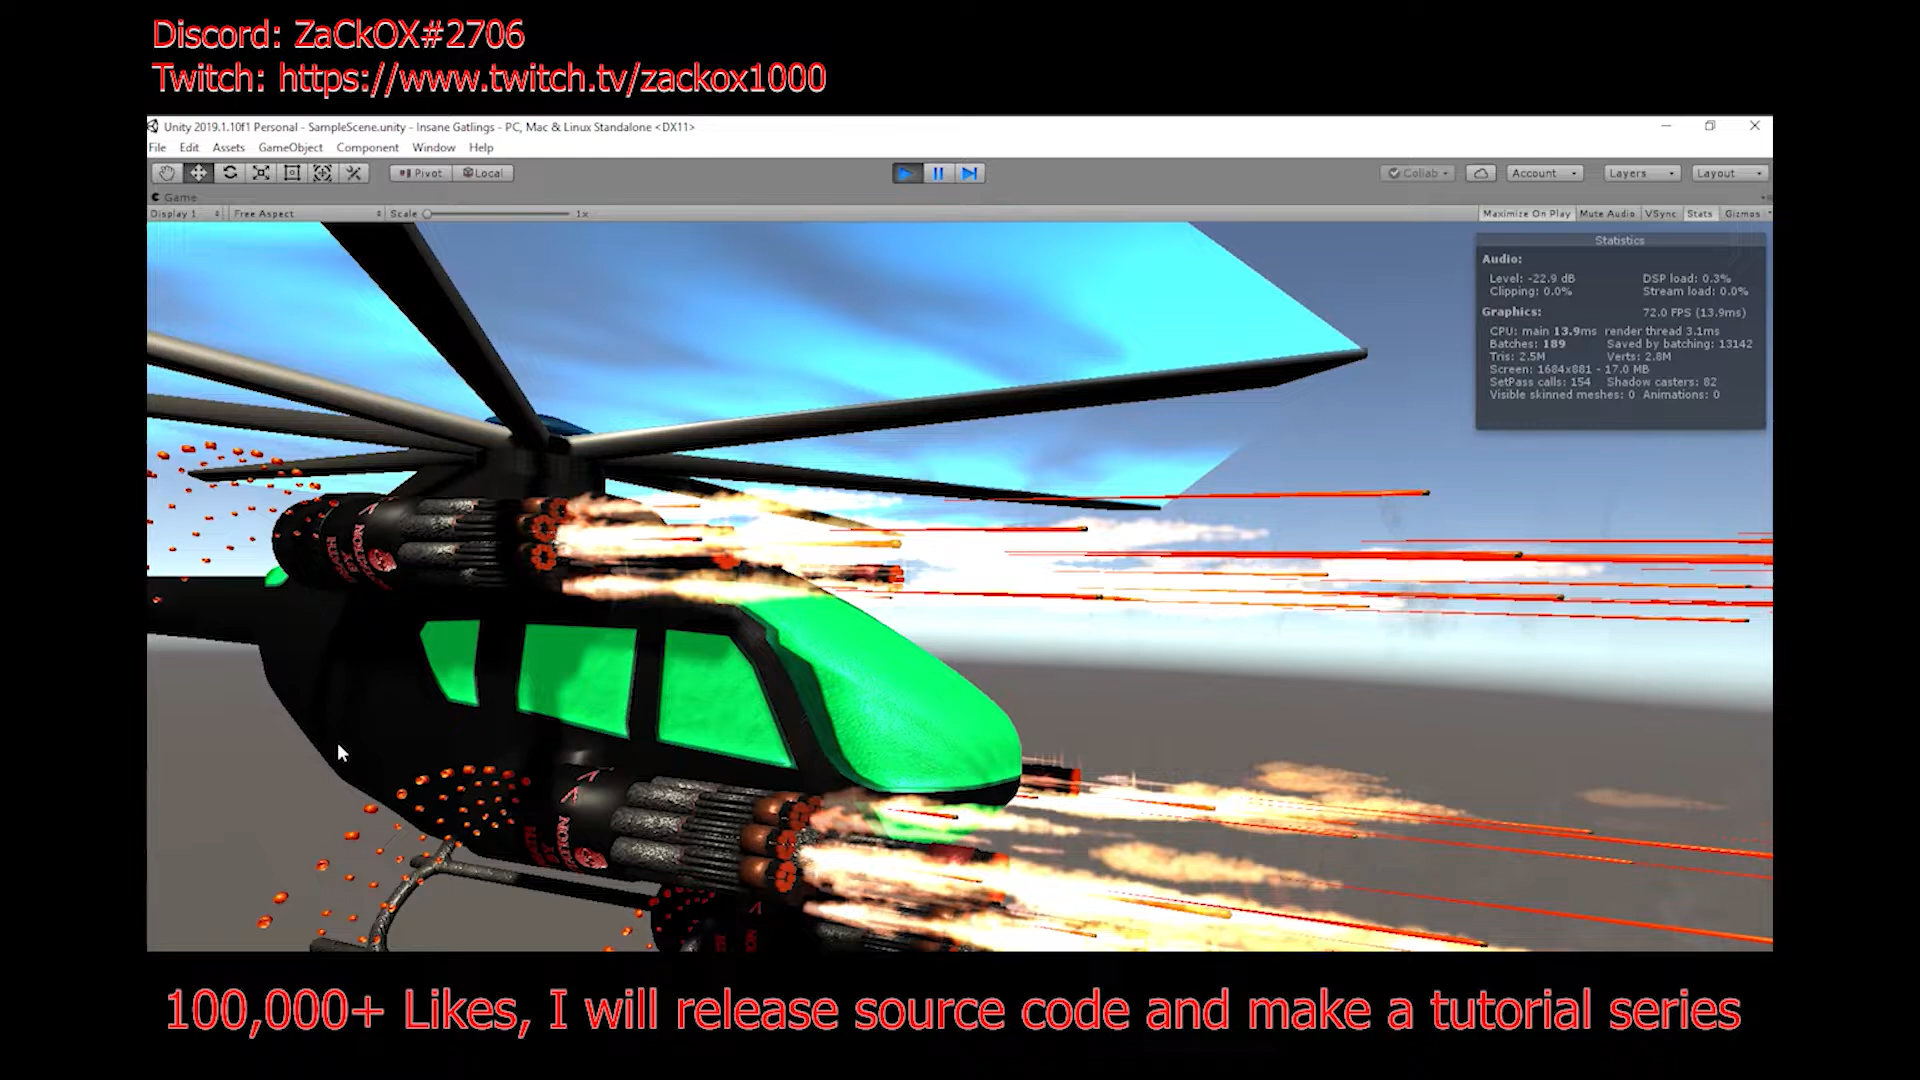 Discord: ZaCkOX#2706
Twitch: https://www.twitch.tv/zackox1000
Unity 2019.1.10f1 Personal - SampleScene.unity - Insane Gatlings - PC, Mac & Linux Standalone <DX11>
File Edit Assets GameObject Component Window Help
Pivot Local Collab Account Layers Layout
Game
Display 1 Free Aspect Scale 1x Maximize On Play Mute Audio VSync Stats Gizmos
Statistics
Audio:
Level: -22.9 dB DSP load: 0.3%
Clipping: 0.0% Stream load: 0.0%
Graphics: 72.0 FPS (13.9ms)
CPU: main 13.9ms render thread 3.1ms
Batches: 189 Saved by batching: 13142
Tris: 2.5M Verts: 2.8M
Screen: 1684x881 - 17.0 MB
SetPass calls: 154 Shadow casters: 82
Visible skinned meshes: 0 Animations: 0
100,000+ Likes, I will release source code and make a tutorial series